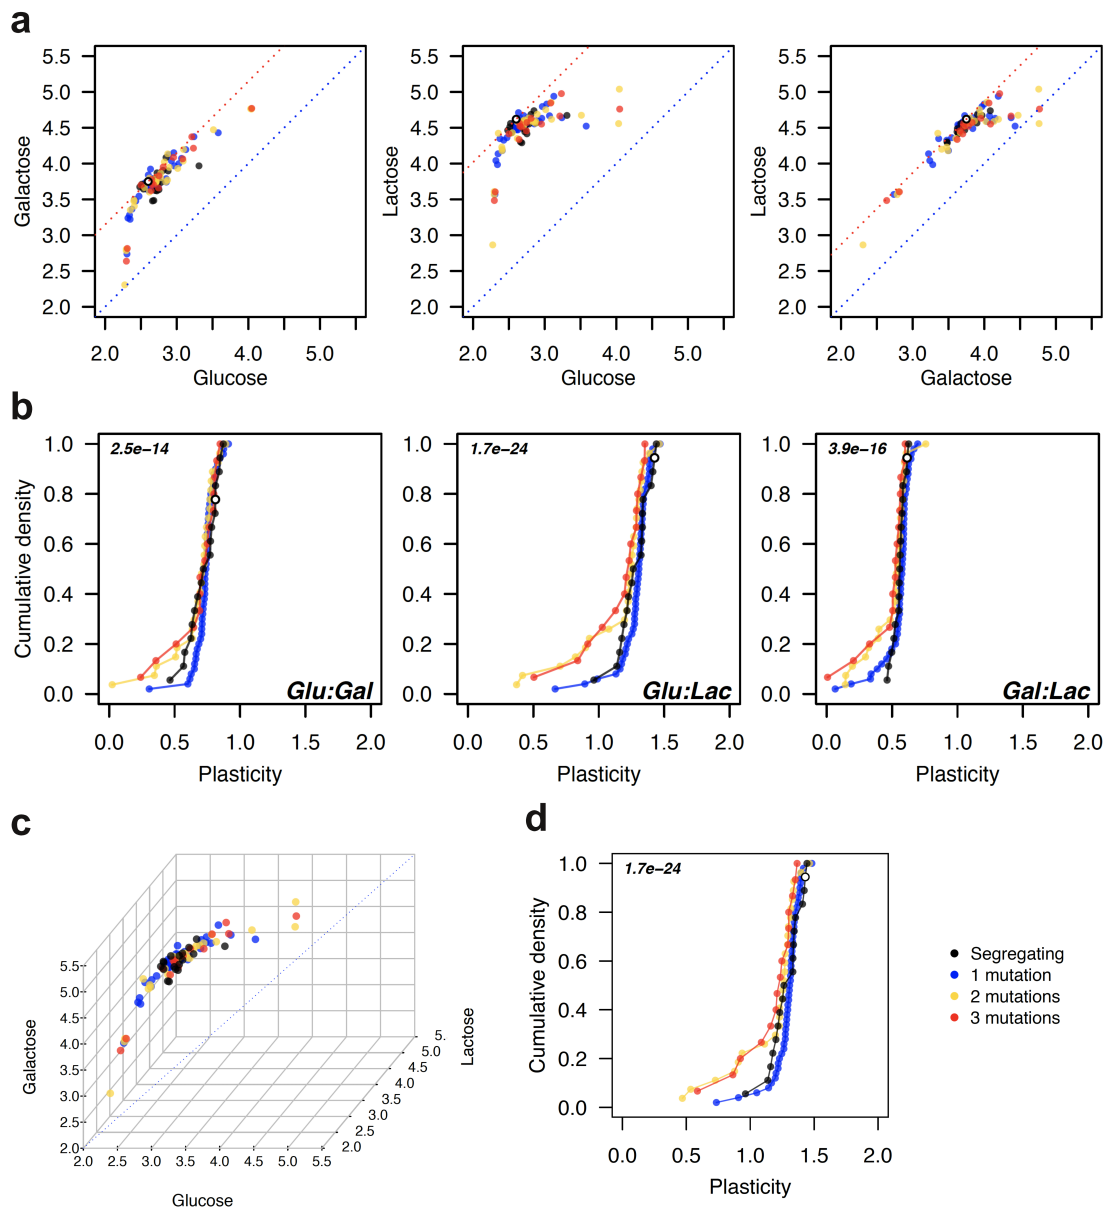 a
5.5
5.0
4.5
4.0
3.5
3.0
2.5
2.0
Galactose
2.0 3.0 4.0 5.0
Glucose
5.5
5.0
4.5
4.0
3.5
3.0
2.5
2.0
Lactose
2.0 3.0 4.0 5.0
Glucose
5.5
5.0
4.5
4.0
3.5
3.0
2.5
2.0
Lactose
2.0 3.0 4.0 5.0
Galactose
b
1.0
0.8
0.6
0.4
0.2
0.0
Cumulative density
2.5e−14
Glu:Gal
0.0 0.5 1.0 1.5 2.0
Plasticity
1.0
0.8
0.6
0.4
0.2
0.0
1.7e−24
Glu:Lac
0.0 0.5 1.0 1.5 2.0
Plasticity
1.0
0.8
0.6
0.4
0.2
0.0
3.9e−16
Gal:Lac
0.0 0.5 1.0 1.5 2.0
Plasticity
c
5.5
5.0
4.5
4.0
3.5
3.0
2.5
2.0
Galactose
2.0 2.5 3.0 3.5 4.0 4.5 5.0 5.5
Glucose
5.
5.0
4.5
4.0
3.5
3.0
2.5
2.0
Lactose
d
1.0
0.8
0.6
0.4
0.2
0.0
Cumulative density
1.7e−24
0.0 0.5 1.0 1.5 2.0
Plasticity
Segregating
1 mutation
2 mutations
3 mutations